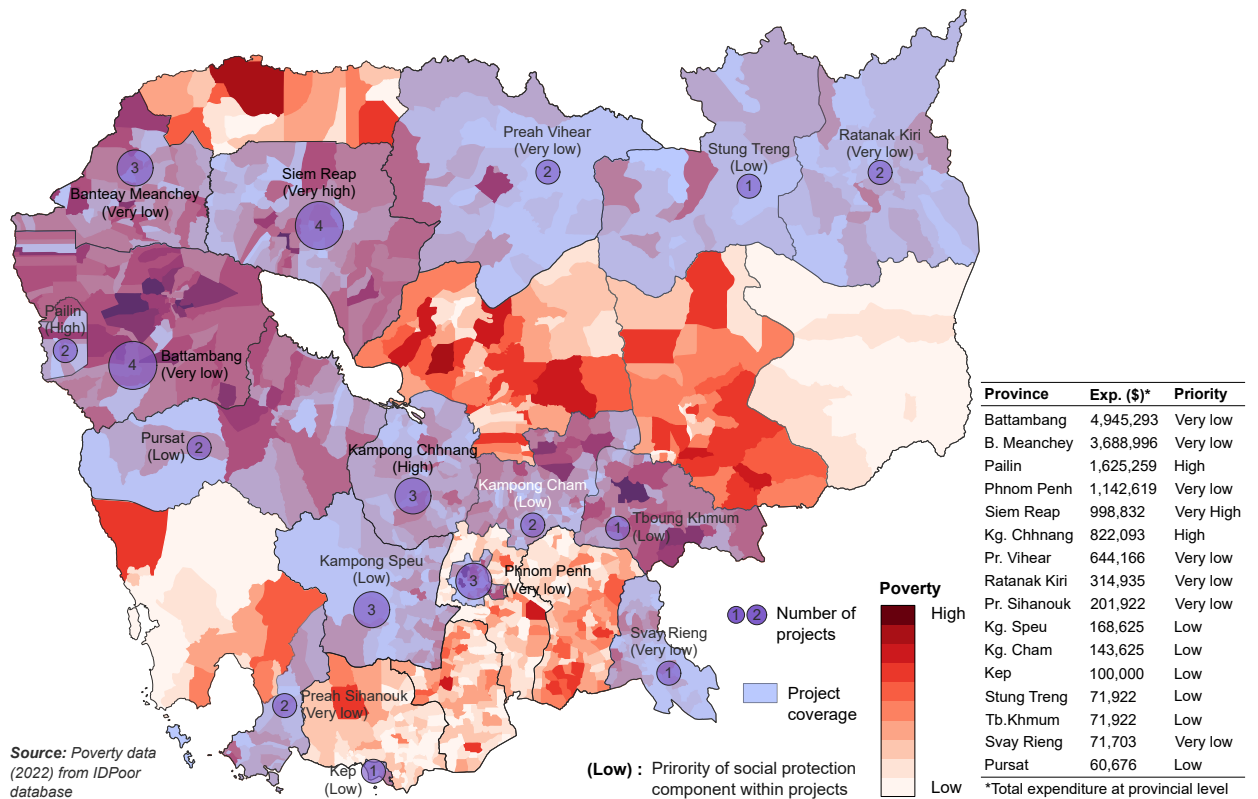 Preah Vihear
(Very low)
2
Stung Treng
(Low)
1
Ratanak Kiri
(Very low)
2
3
Banteay Meanchey
(Very low)
Siem Reap
(Very high)
4
Pailin
(High)
2
4
Battambang
(Very low)
Pursat
(Low)
2
Kampong Chhnang
(High)
3
Kampong Cham
(Low)
2
Tboung Khmum
1
(Low)
Kampong Speu
(Low)
3
Phnom Penh
3
(Very low)
Svay Rieng
(Very low)
1
Preah Sihanouk
2
(Very low)
Kep
1
(Low)
Source: Poverty data
(2022) from IDPoor
database
1 2 Number of
projects
Project
coverage
(Low) : Prirority of social protection
component within projects
Poverty
High
Low
Province Exp. ($)* Priority
Battambang 4,945,293 Very low
B. Meanchey 3,688,996 Very low
Pailin 1,625,259 High
Phnom Penh 1,142,619 Very low
Siem Reap 998,832 Very High
Kg. Chhnang 822,093 High
Pr. Vihear 644,166 Very low
Ratanak Kiri 314,935 Very low
Pr. Sihanouk 201,922 Very low
Kg. Speu 168,625 Low
Kg. Cham 143,625 Low
Kep 100,000 Low
Stung Treng 71,922 Low
Tb.Khmum 71,922 Low
Svay Rieng 71,703 Very low
Pursat 60,676 Low
*Total expenditure at provincial level